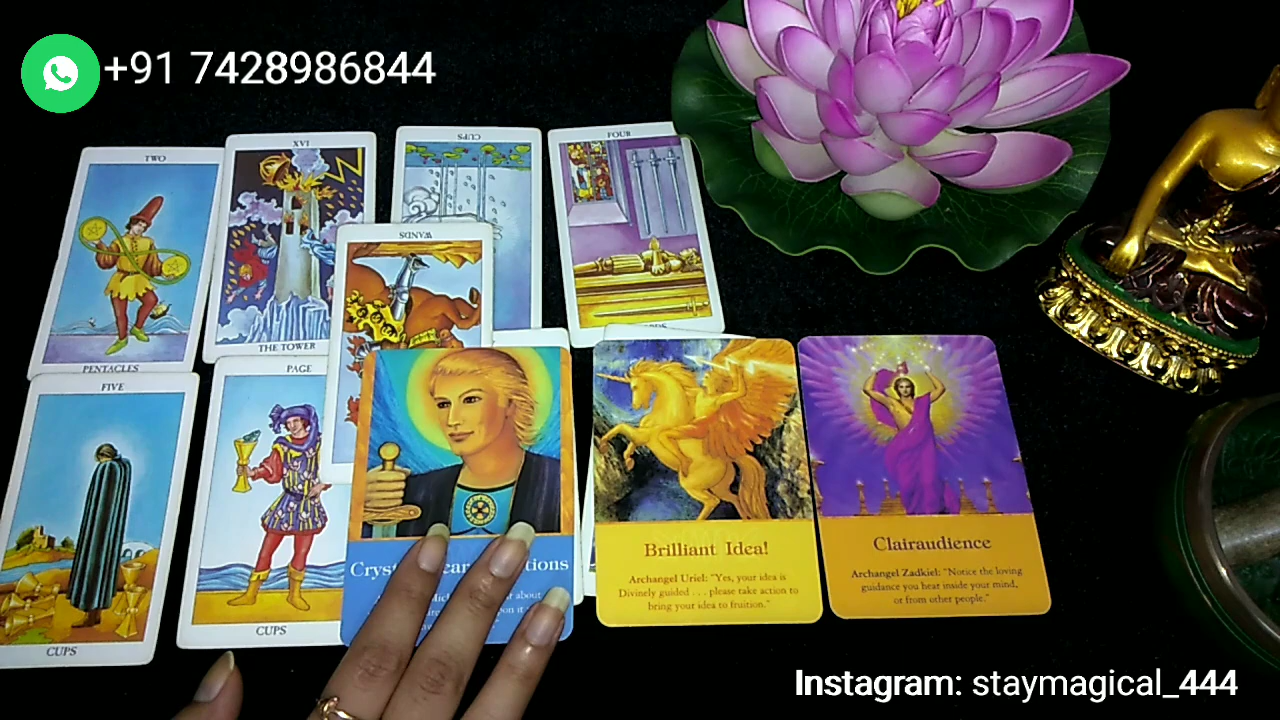 +91 7428986844
TWO
XVI
CUPS
FOUR
WANDS
PENTACLES
THE TOWER
FIVE
PAGE
CUPS
CUPS
Brilliant Idea!
Archangel Uriel: "Yes, your idea is
Divinely guided . . . please take action to
bring your idea to fruition."
Clairaudience
Archangel Zadkiel: "Notice the loving
guidance you hear inside your mind,
or from other people."
Instagram: staymagical_444